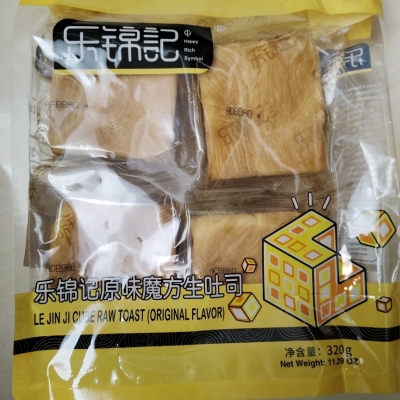 乐锦記
Happy
Rich
Symbol
乐锦记原味魔方生吐司
LE JIN JI CUBE RAW TOAST (ORIGINAL FLAVOR)
净含量: 320g
Net Weight: 11.29 OZ